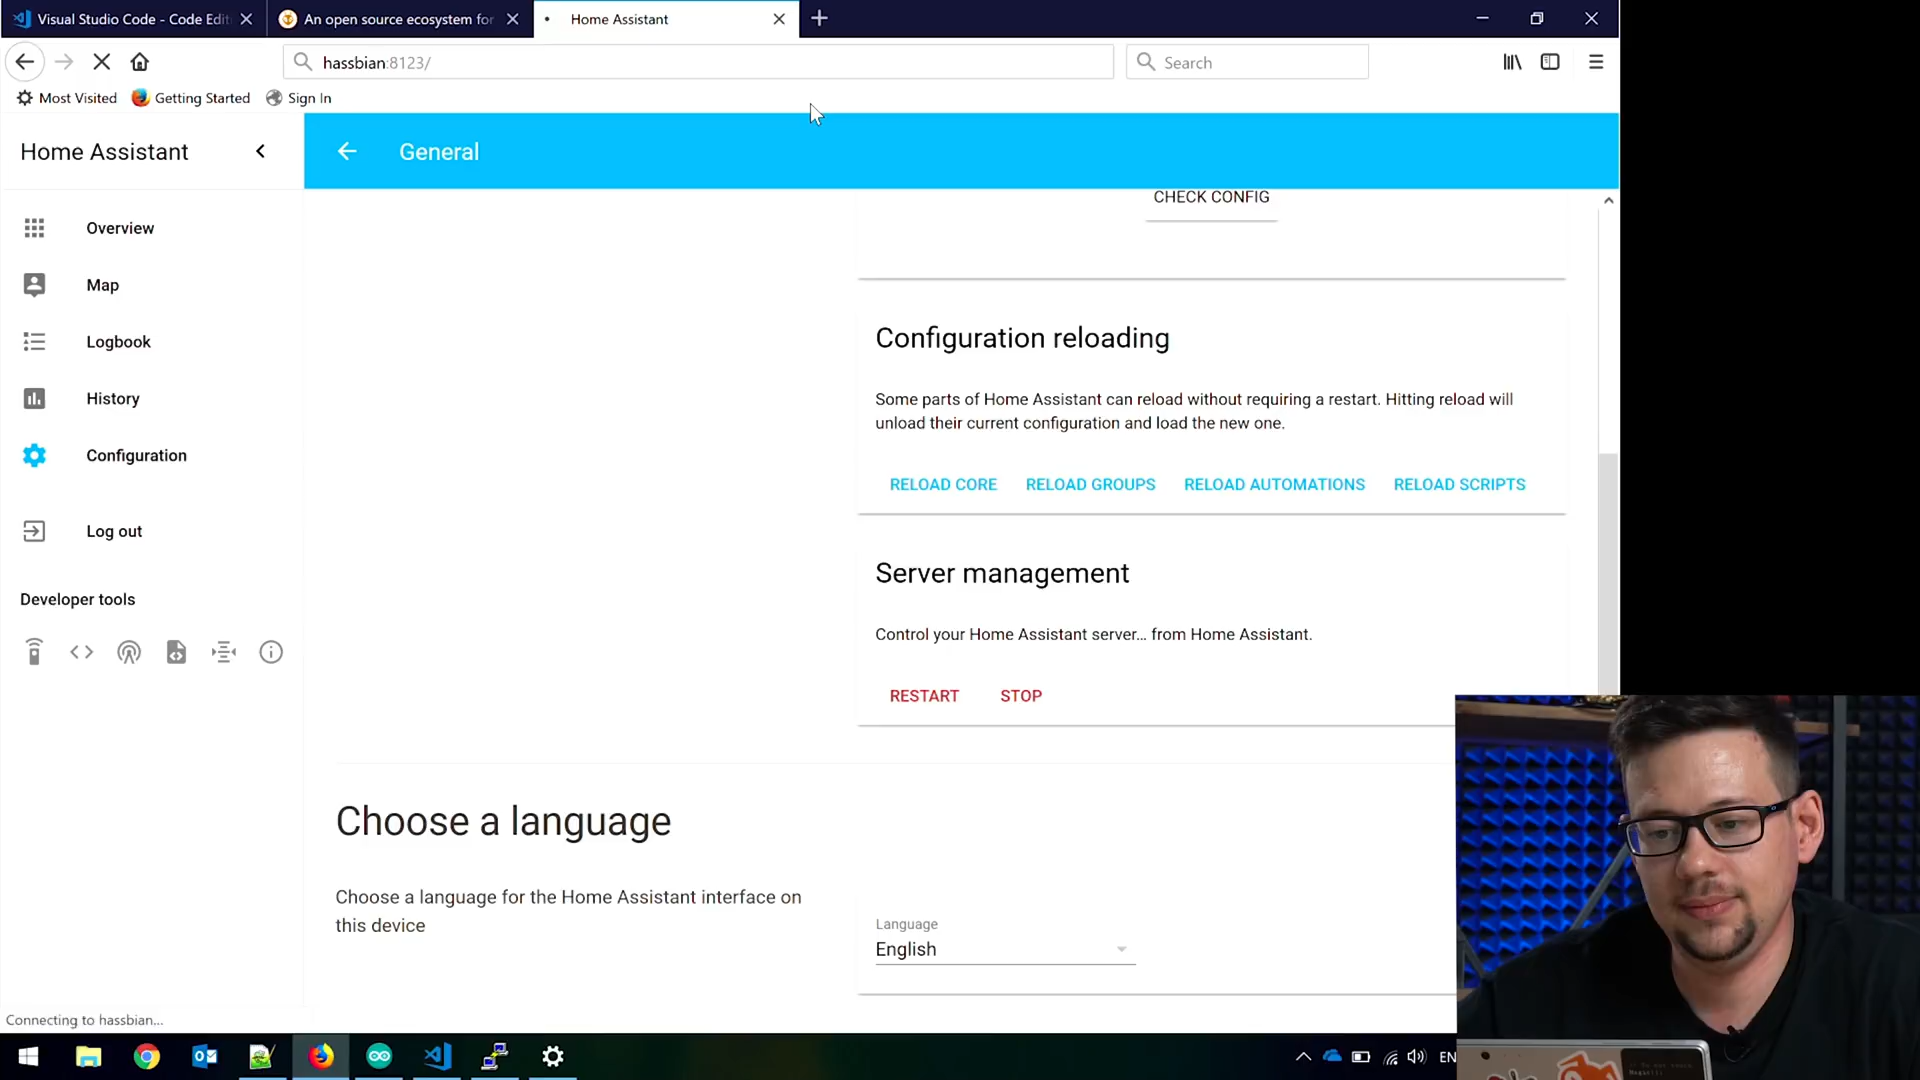 Visual Studio Code - Code Edit
An open source ecosystem for
Home Assistant
hassbian:8123/
Search
Most Visited
Getting Started
Sign In
Home Assistant
General
CHECK CONFIG
Overview
Map
Logbook
History
Configuration
Log out
Developer tools
Configuration reloading
Some parts of Home Assistant can reload without requiring a restart. Hitting reload will
unload their current configuration and load the new one.
RELOAD CORE RELOAD GROUPS RELOAD AUTOMATIONS RELOAD SCRIPTS
Server management
Control your Home Assistant server... from Home Assistant.
RESTART STOP
Choose a language
Choose a language for the Home Assistant interface on
this device
Language
English
Connecting to hassbian...
EN